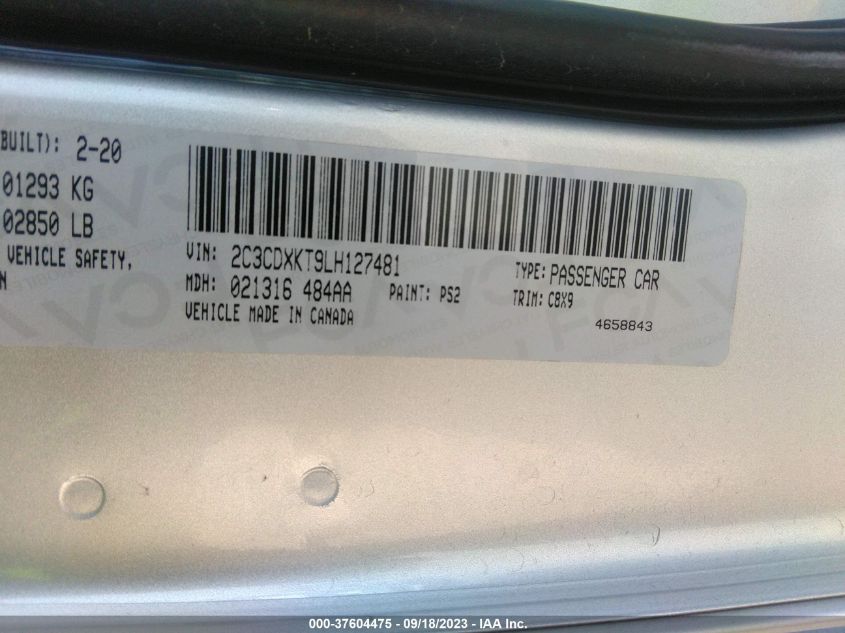 BUILT): 2-20
01293 KG
02850 LB
VEHICLE SAFETY,
N
VIN: 2C3CDXKT9LH127481
TYPE: PASSENGER CAR
MDH: 021316 484AA
PAINT: PS2
TRIM: C8X9
VEHICLE MADE IN CANADA
4658843
000-37604475 - 09/18/2023 - IAA Inc.